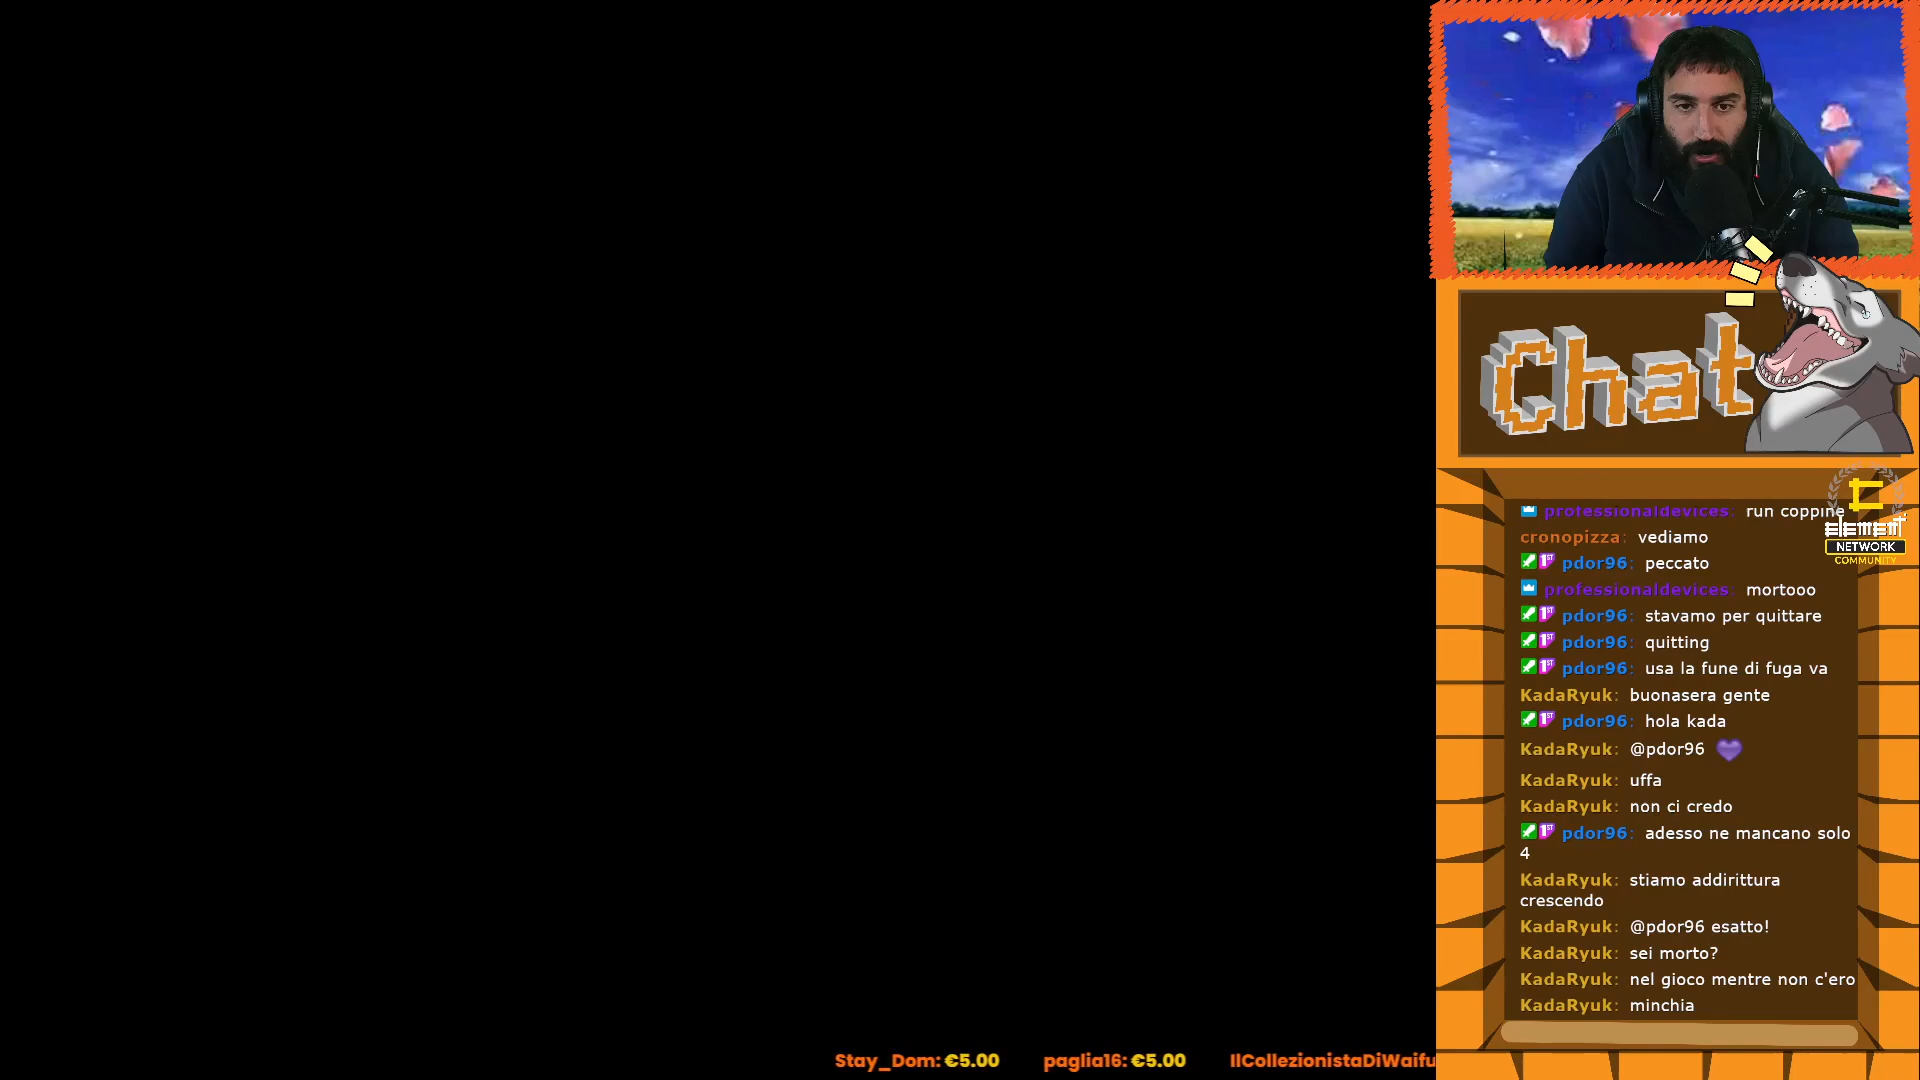 Chat
professionaldevices: run coppine
cronopizza: vediamo
pdor96: peccato
professionaldevices: mortooo
pdor96: stavamo per quittare
pdor96: quitting
pdor96: usa la fune di fuga va
KadaRyuk: buonasera gente
pdor96: hola kada
KadaRyuk: @pdor96
KadaRyuk: uffa
KadaRyuk: non ci credo
pdor96: adesso ne mancano solo
4
KadaRyuk: stiamo addirittura
crescendo
KadaRyuk: @pdor96 esatto!
KadaRyuk: sei morto?
KadaRyuk: nel gioco mentre non c'ero
KadaRyuk: minchia
ELEMENT
NETWORK
COMMUNITY
Stay_Dom: €5.00 paglia16: €5.00 IlCollezionistaDiWaifu